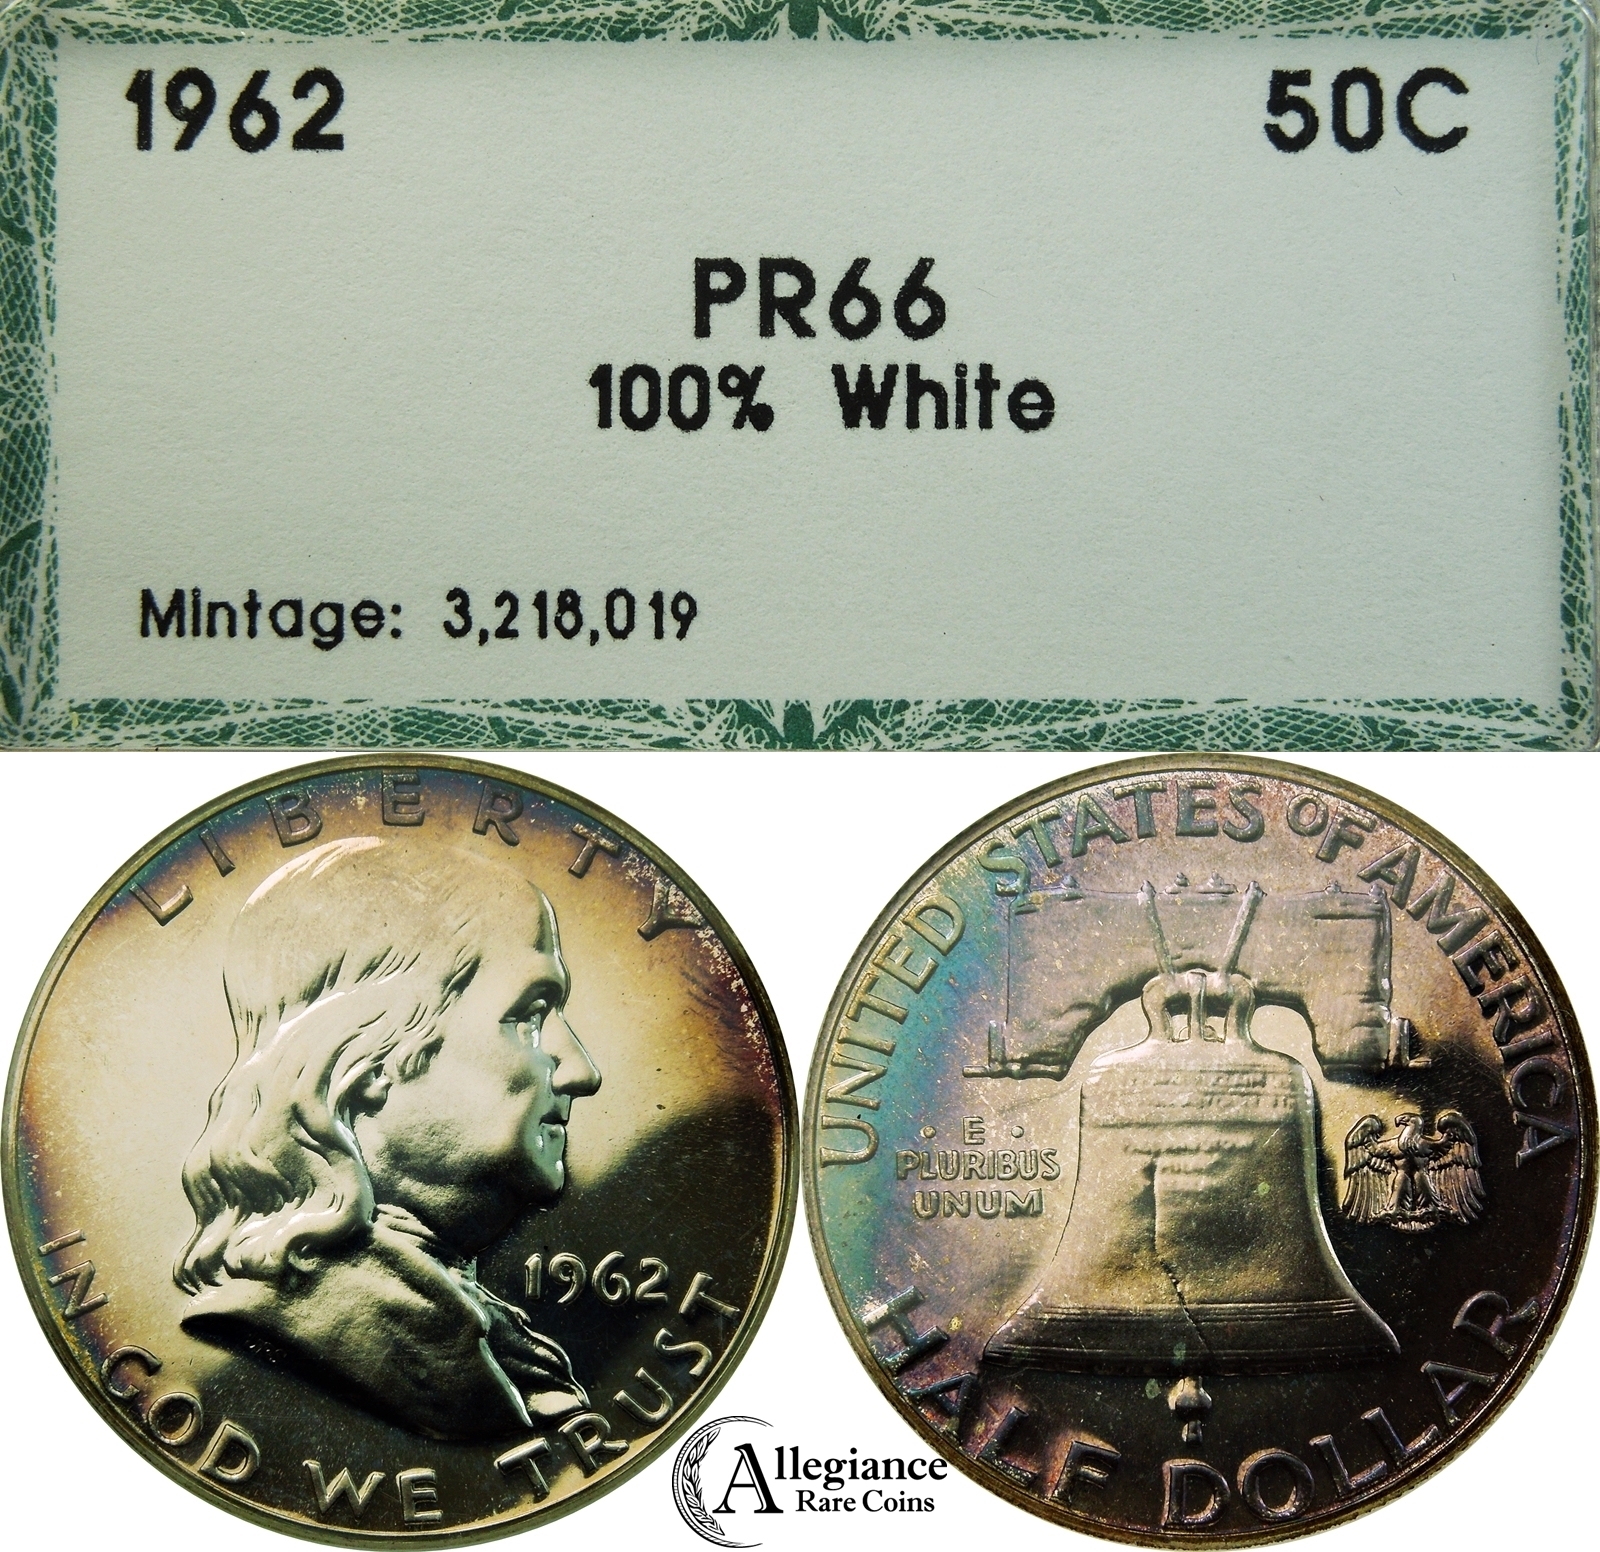 1962 50C
PR66
100% White
Mintage: 3,218,019
LIBERTY
1962
IN GOD WE TRUST
UNITED STATES OF AMERICA
· E ·
PLURIBUS
UNUM
HALF DOLLAR
Allegiance
Rare Coins